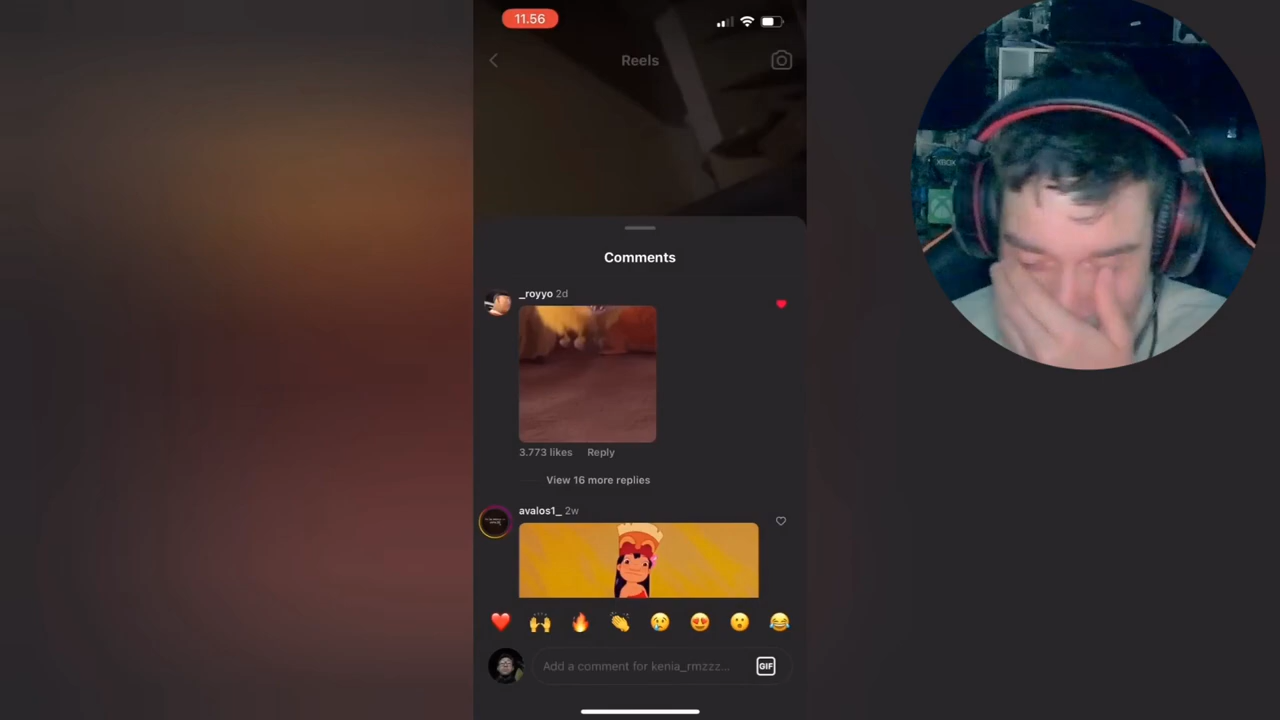 11.56
Reels
XBOX
Comments
_royyo 2d
3.773 likes Reply
View 16 more replies
avalos1_ 2w
Add a comment for kenia_rmzzz...
GIF